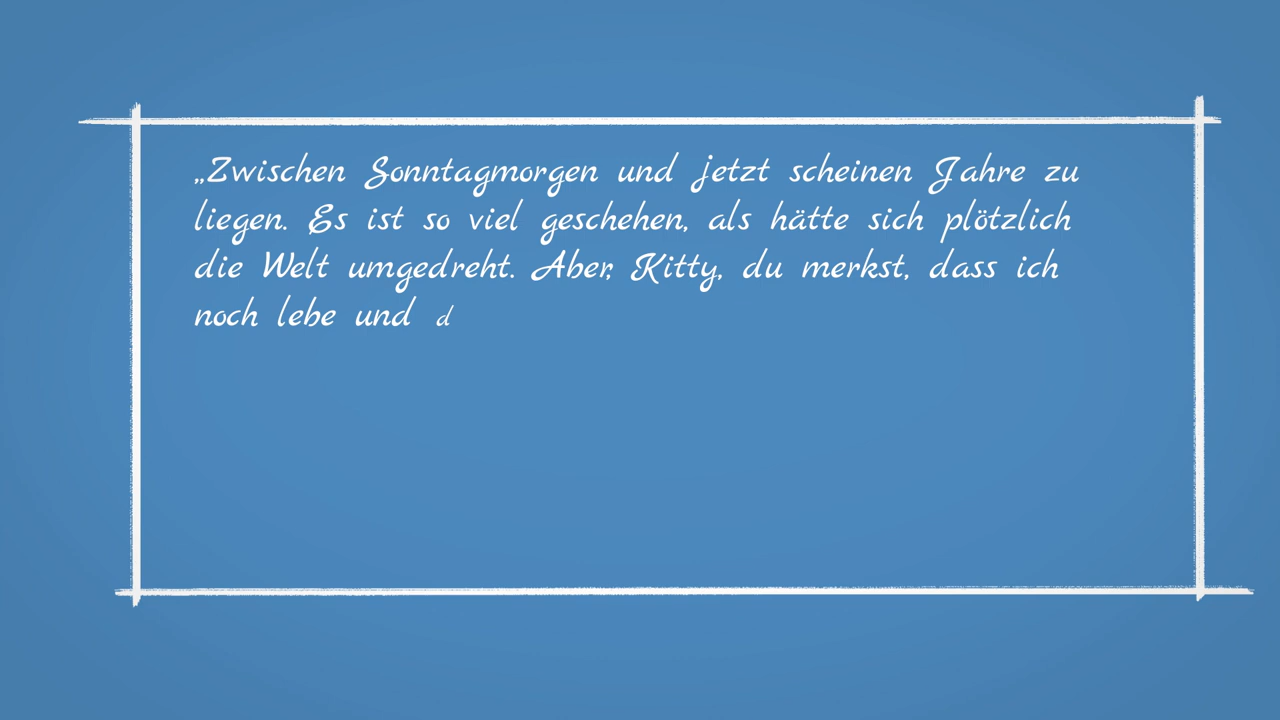 „Zwischen Sonntagmorgen und jetzt scheinen Jahre zu
liegen. Es ist so viel geschehen, als hätte sich plötzlich
die Welt umgedreht. Aber, Kitty, du merkst, dass ich
noch lebe und d